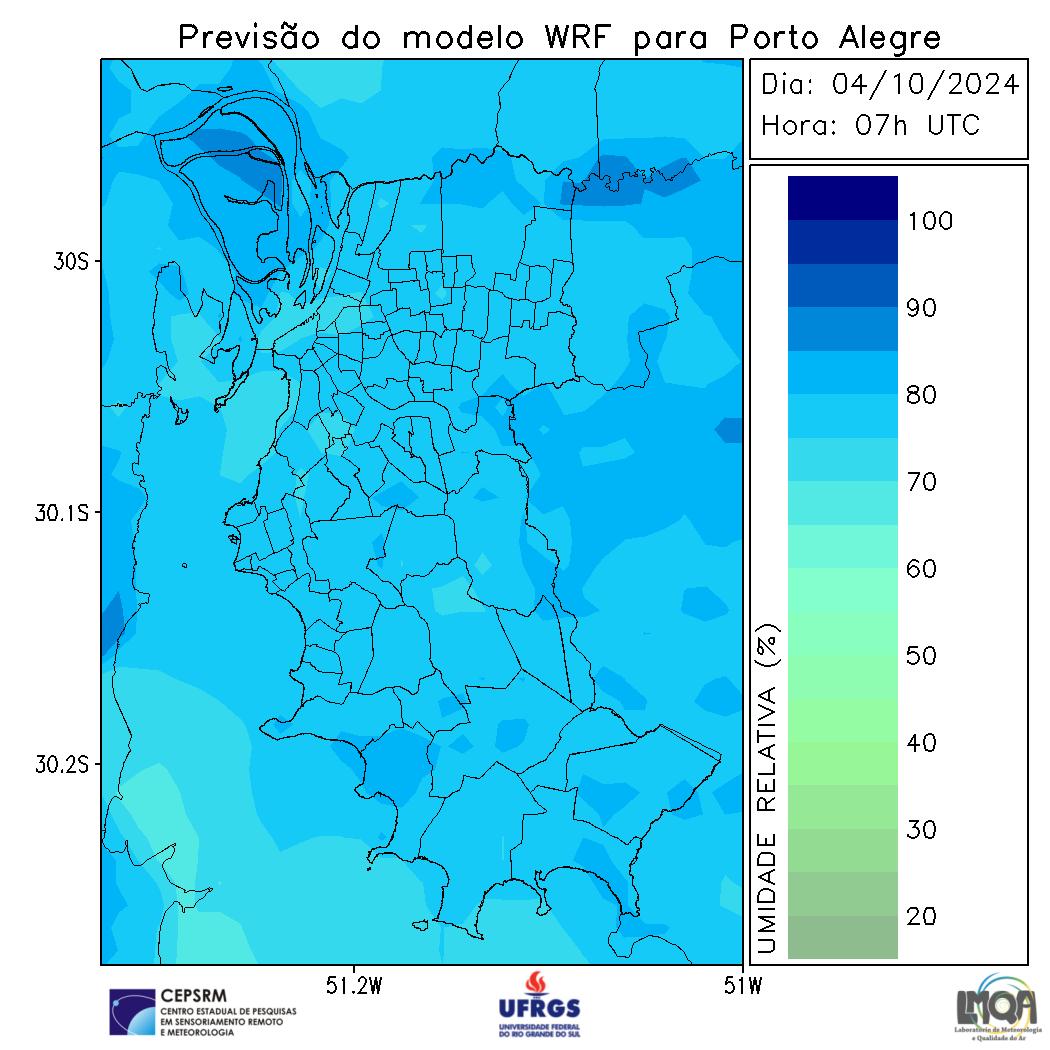 Previsão do modelo WRF para Porto Alegre
Dia: 04/10/2024
Hora: 07h UTC
30S
30.1S
30.2S
51.2W
51W
UMIDADE RELATIVA (%)
100
90
80
70
60
50
40
30
20
CEPSRM
CENTRO ESTADUAL DE PESQUISAS
EM SENSORIAMENTO REMOTO
E METEOROLOGIA
UFRGS
UNIVERSIDADE FEDERAL
DO RIO GRANDE DO SUL
LMQA
Laboratório de Meteorologia
e Qualidade do Ar